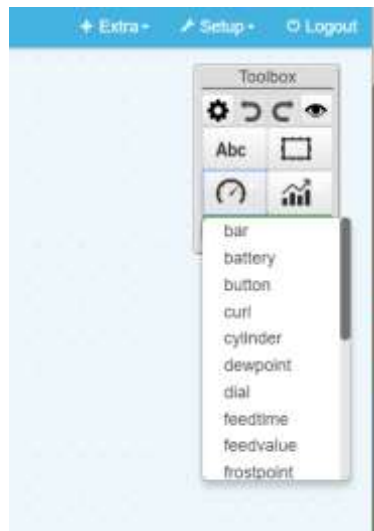 Extra Setup Logout
Toolbox
Abc
bar
battery
button
curl
cylinder
dewpoint
dial
feedtime
feedvalue
frostpoint